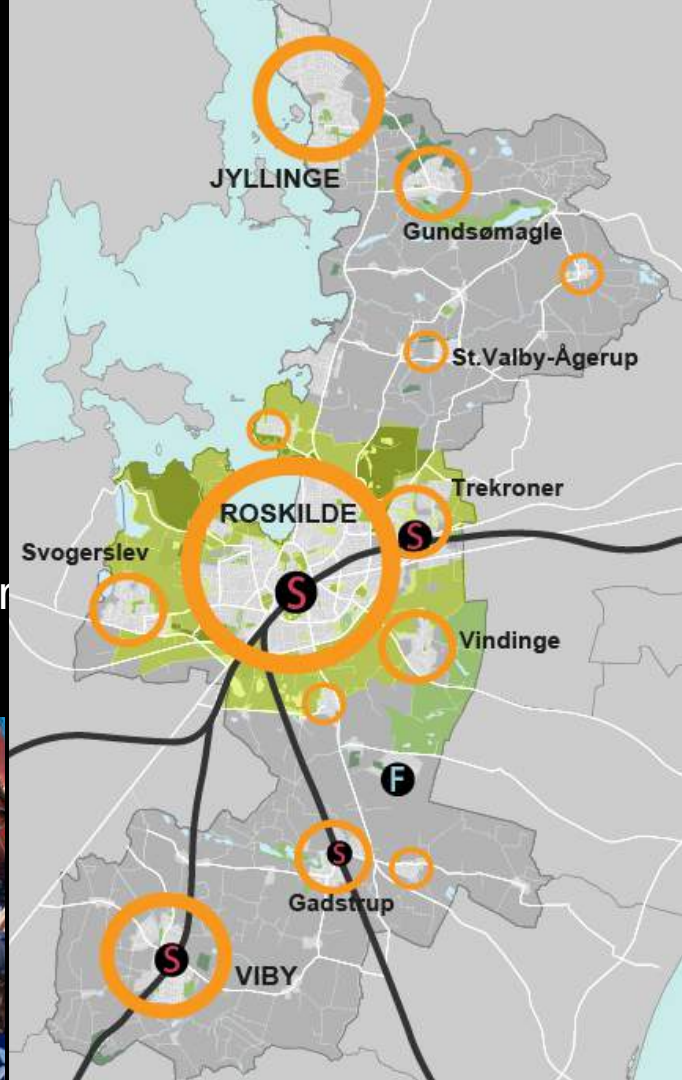 JYLLINGE
Gundsømagle
St.Valby-Ågerup
Trekroner
ROSKILDE
S
Svogerslev
S
Vindinge
F
S
Gadstrup
S
VIBY